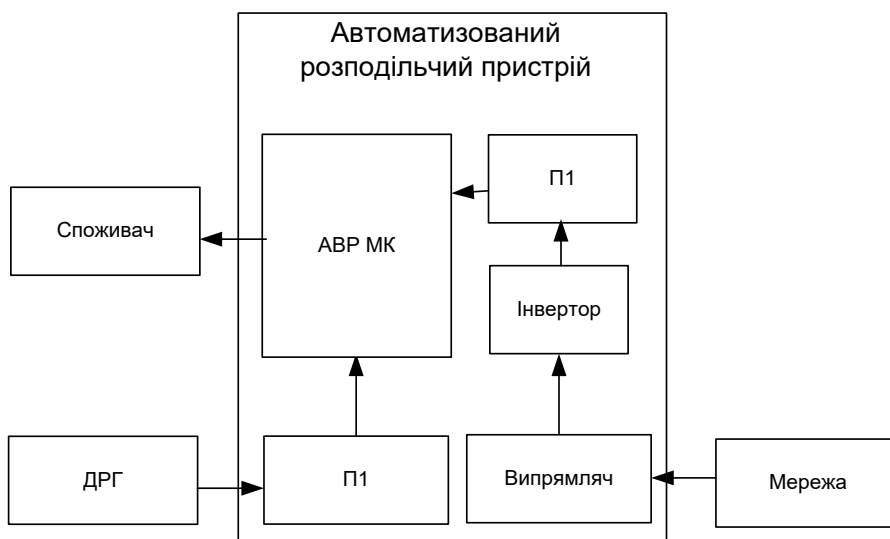 Автоматизований
розподільчий пристрій
П1
Споживач
АВР МК
Інвертор
ДРГ
П1
Випрямляч
Мережа